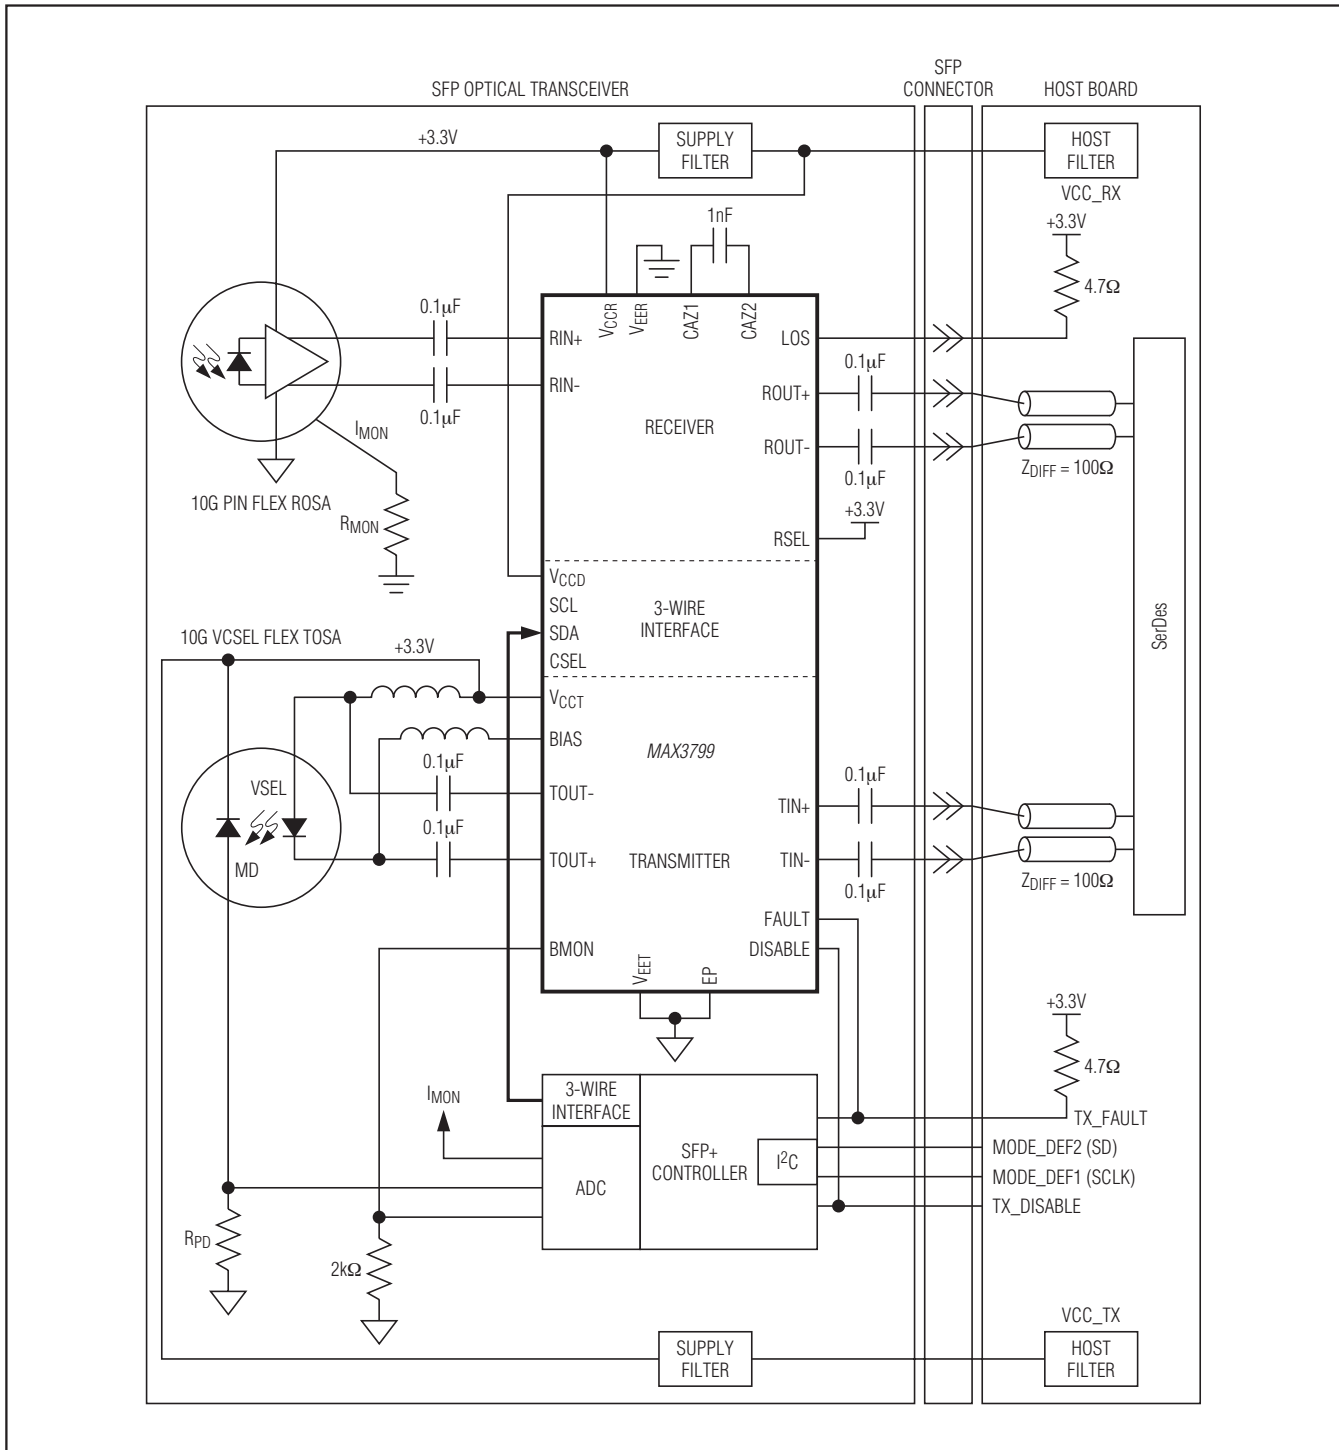 SFP OPTICAL TRANSCEIVER
SFP
CONNECTOR
HOST BOARD
+3.3V
SUPPLY
FILTER
HOST
FILTER
VCC_RX
1nF
+3.3V
4.7Ω
VCCR
VEER
CAZ1
CAZ2
0.1μF
RIN+
LOS
0.1μF
RIN-
ROUT+
0.1μF
IMON
RECEIVER
ROUT-
0.1μF
ZDIFF = 100Ω
10G PIN FLEX ROSA
RMON
+3.3V
RSEL
VCCD
SCL
SDA
CSEL
3-WIRE
INTERFACE
SerDes
10G VCSEL FLEX TOSA
+3.3V
VCCT
BIAS
MAX3799
0.1μF
VSEL
TOUT-
0.1μF
TIN+
0.1μF
TOUT+
TRANSMITTER
TIN-
MD
0.1μF
ZDIFF = 100Ω
FAULT
BMON
DISABLE
VEET
EP
+3.3V
4.7Ω
IMON
3-WIRE
INTERFACE
TX_FAULT
SFP+
CONTROLLER
I2C
MODE_DEF2 (SD)
MODE_DEF1 (SCLK)
ADC
TX_DISABLE
RPD
2kΩ
VCC_TX
SUPPLY
FILTER
HOST
FILTER